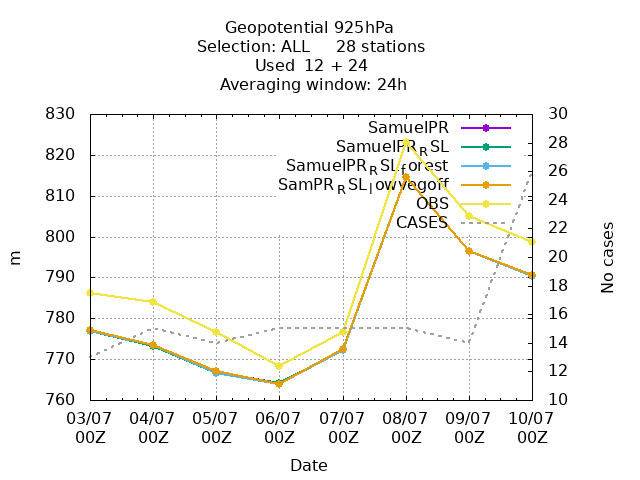 Geopotential 925hPa
Selection: ALL 28 stations
Used 12 + 24
Averaging window: 24h
830
820
810
800
790
780
770
760
m
30
28
26
24
22
20
18
16
14
12
10
No cases
SamuelPR
SamuelPR_RSL
SamuelPR_RSL_forest
SamPR_RSL_lowvegoff
OBS
CASES
03/07 04/07 05/07 06/07 07/07 08/07 09/07 10/07
00Z 00Z 00Z 00Z 00Z 00Z 00Z 00Z
Date